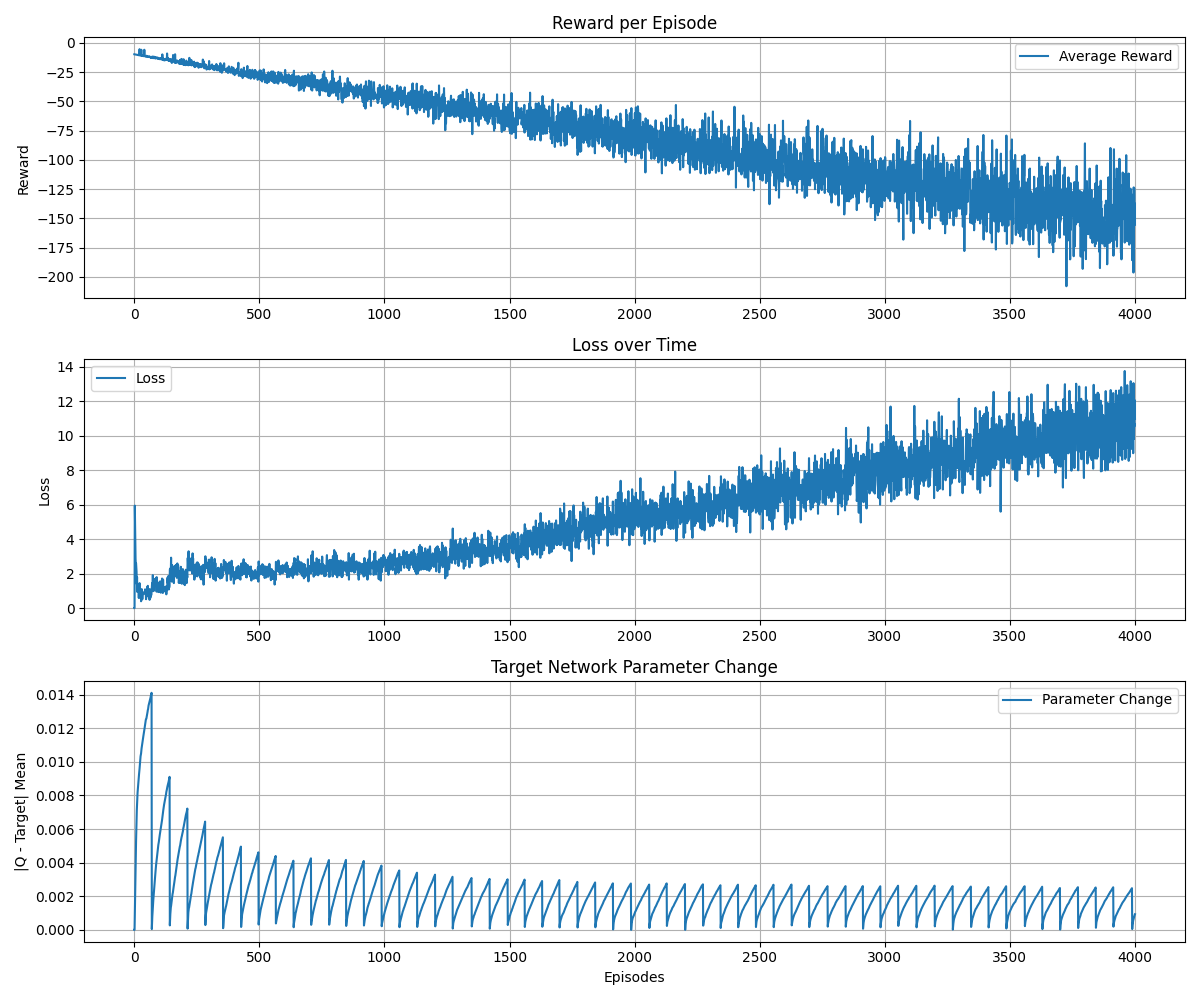 Reward per Episode
Reward
0
−25
−50
−75
−100
−125
−150
−175
−200
Average Reward
0 500 1000 1500 2000 2500 3000 3500 4000
Loss over Time
Loss
14
12
10
8
6
4
2
0
Loss
0 500 1000 1500 2000 2500 3000 3500 4000
Target Network Parameter Change
|Q - Target| Mean
0.014
0.012
0.010
0.008
0.006
0.004
0.002
0.000
Parameter Change
0 500 1000 1500 2000 2500 3000 3500 4000
Episodes